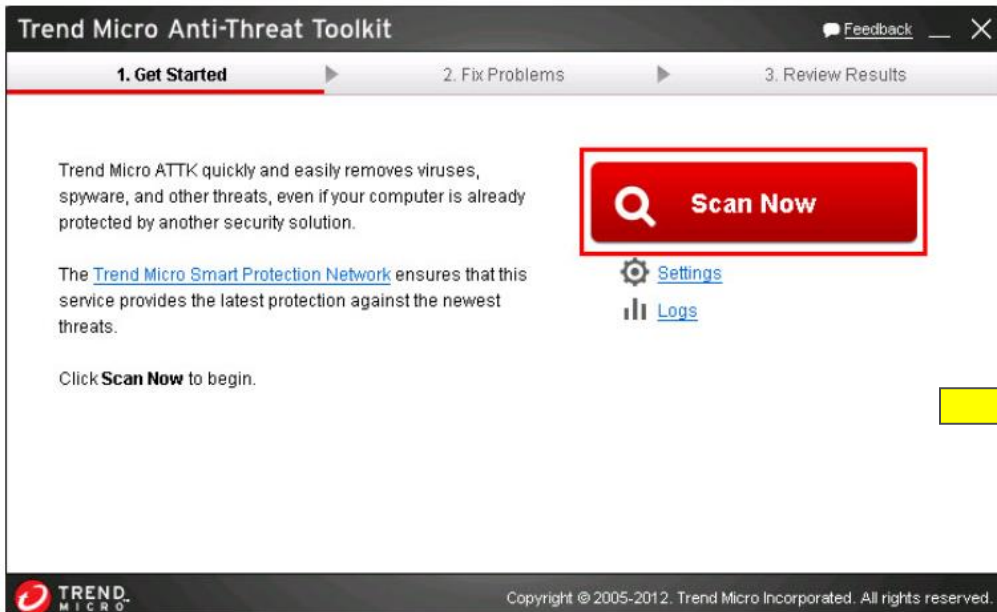 Trend Micro Anti-Threat Toolkit
Feedback
1. Get Started
2. Fix Problems
3. Review Results
Trend Micro ATTK quickly and easily removes viruses,
spyware, and other threats, even if your computer is already
protected by another security solution.
The Trend Micro Smart Protection Network ensures that this
service provides the latest protection against the newest
threats.
Click Scan Now to begin.
Scan Now
Settings
Logs
TREND
MICRO
Copyright © 2005-2012. Trend Micro Incorporated. All rights reserved.